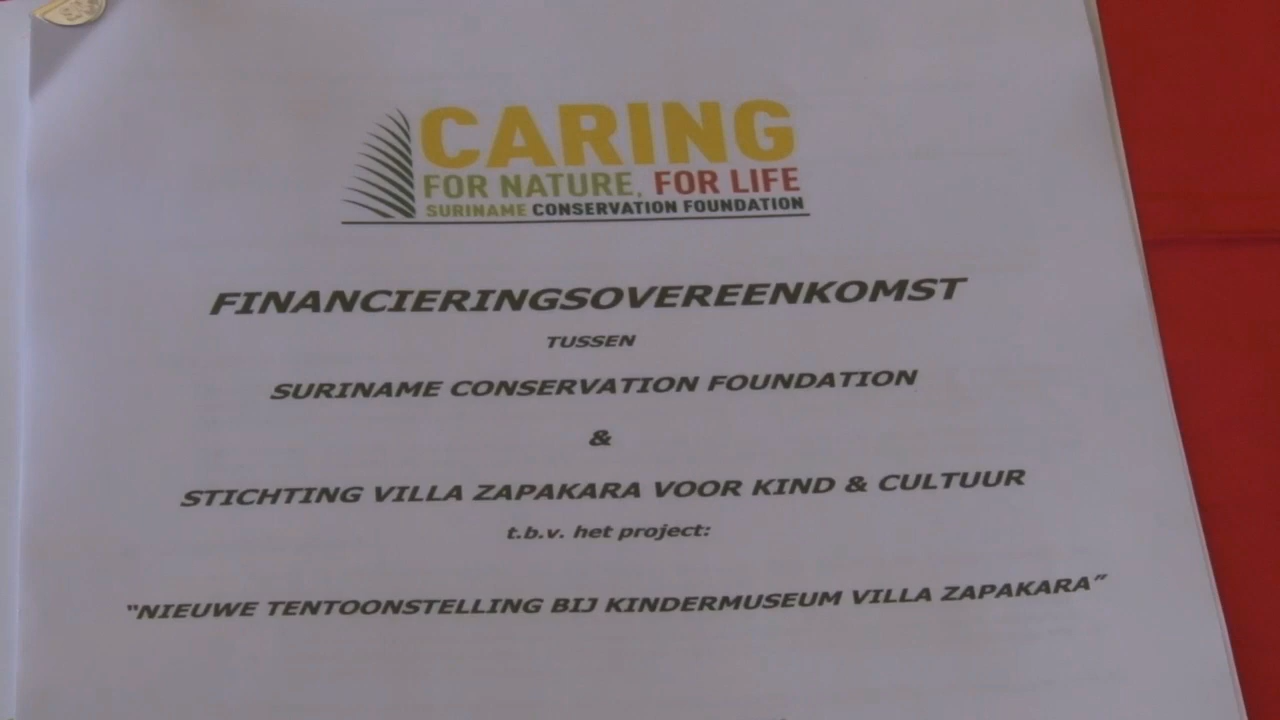 CARING
FOR NATURE, FOR LIFE
SURINAME CONSERVATION FOUNDATION
FINANCIERINGSOVEREENKOMST
TUSSEN
SURINAME CONSERVATION FOUNDATION
&
STICHTING VILLA ZAPAKARA VOOR KIND & CULTUUR
t.b.v. het project:
“NIEUWE TENTOONSTELLING BIJ KINDERMUSEUM VILLA ZAPAKARA”